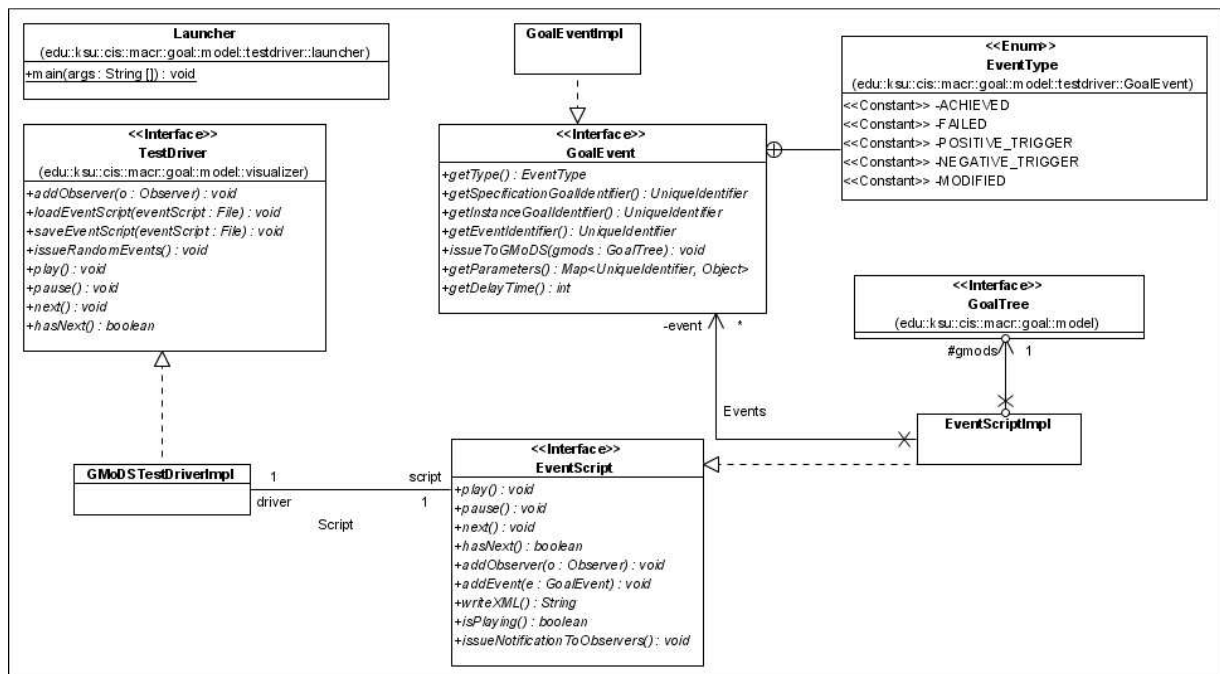 Launcher
(edu::ksu::cis::macr::goal::model::testdriver::launcher)
+main(args : String []) : void
GoalEventImpl
<<Enum>>
EventType
(edu::ksu::cis::macr::goal::model::testdriver::GoalEvent)
<<Constant>> -ACHIEVED
<<Constant>> -FAILED
<<Constant>> -POSITIVE_TRIGGER
<<Constant>> -NEGATIVE_TRIGGER
<<Constant>> -MODIFIED
<<Interface>>
TestDriver
(edu::ksu::cis::macr::goal::model::visualizer)
+addObserver(o : Observer) : void
+loadEventScript(eventScript : File) : void
+saveEventScript(eventScript : File) : void
+issueRandomEvents() : void
+play() : void
+pause() : void
+next() : void
+hasNext() : boolean
<<Interface>>
GoalEvent
+getType() : EventType
+getSpecificationGoalIdentifier() : UniqueIdentifier
+getInstanceGoalIdentifier() : UniqueIdentifier
+getEventIdentifier() : UniqueIdentifier
+issueToGMoDS(gmods : GoalTree) : void
+getParameters() : Map<UniqueIdentifier, Object>
+getDelayTime() : int
-event *
<<Interface>>
GoalTree
(edu::ksu::cis::macr::goal::model)
#gmods 1
Events
EventScriptImpl
GMoDSTestDriverImpl
1
driver
Script
script
1
<<Interface>>
EventScript
+play() : void
+pause() : void
+next() : void
+hasNext() : boolean
+addObserver(o : Observer) : void
+addEvent(e : GoalEvent) : void
+writeXML() : String
+isPlaying() : boolean
+issueNotificationToObservers() : void